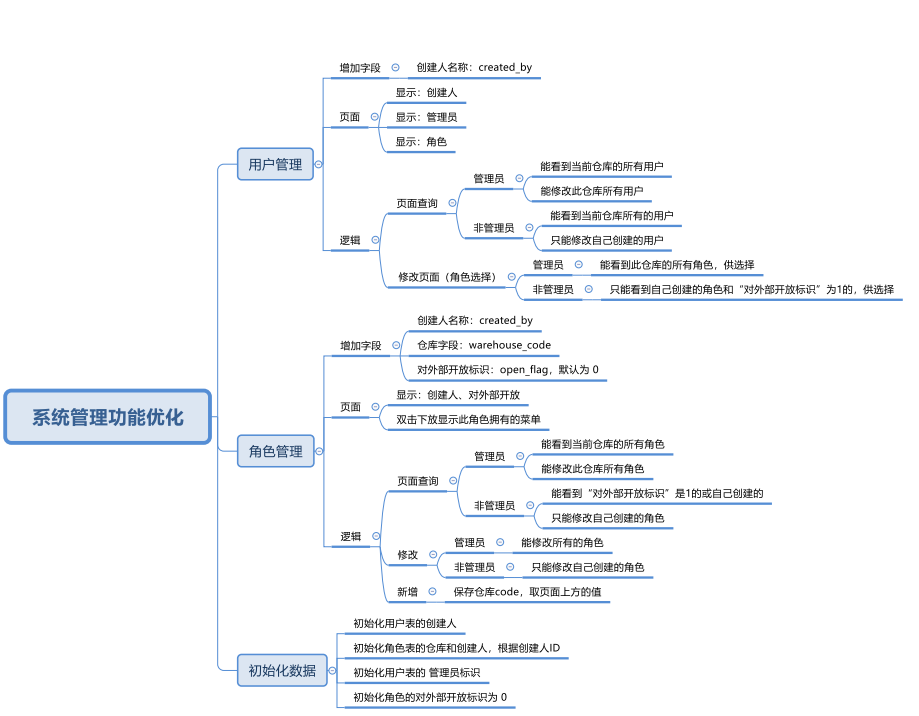 系统管理功能优化
用户管理
增加字段
创建人名称：created_by
页面
显示：创建人
显示：管理员
显示：角色
逻辑
页面查询
管理员
能看到当前仓库的所有用户
能修改此仓库所有用户
非管理员
能看到当前仓库所有的用户
只能修改自己创建的用户
修改页面（角色选择）
管理员
能看到此仓库的所有角色，供选择
非管理员
只能看到自己创建的角色和“对外部开放标识”为1的，供选择
角色管理
增加字段
创建人名称：created_by
仓库字段：warehouse_code
对外部开放标识：open_flag，默认为 0
页面
显示：创建人、对外部开放
双击下放显示此角色拥有的菜单
逻辑
页面查询
管理员
能看到当前仓库的所有角色
能修改此仓库所有角色
非管理员
能看到“对外部开放标识”是1的或自己创建的
只能修改自己创建的角色
修改
管理员
能修改所有的角色
非管理员
只能修改自己创建的角色
新增
保存仓库code，取页面上方的值
初始化数据
初始化用户表的创建人
初始化角色表的仓库和创建人，根据创建人ID
初始化用户表的 管理员标识
初始化角色的对外部开放标识为 0